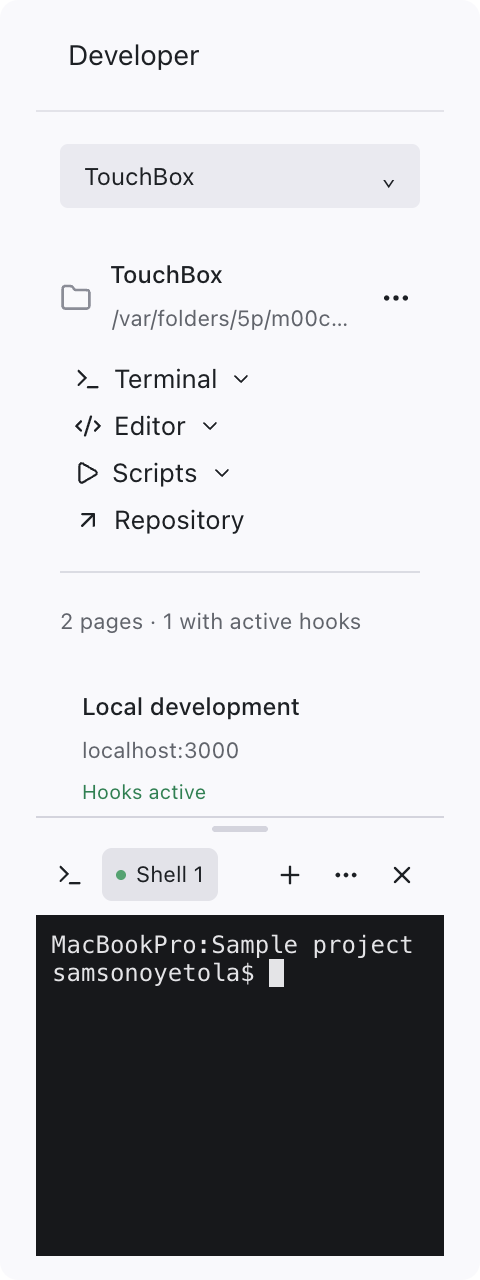 Developer
TouchBox
TouchBox
/var/folders/5p/m00c...
Terminal
Editor
Scripts
Repository
2 pages · 1 with active hooks
Local development
localhost:3000
Hooks active
Shell 1
MacBookPro:Sample project
samsonoyetola$